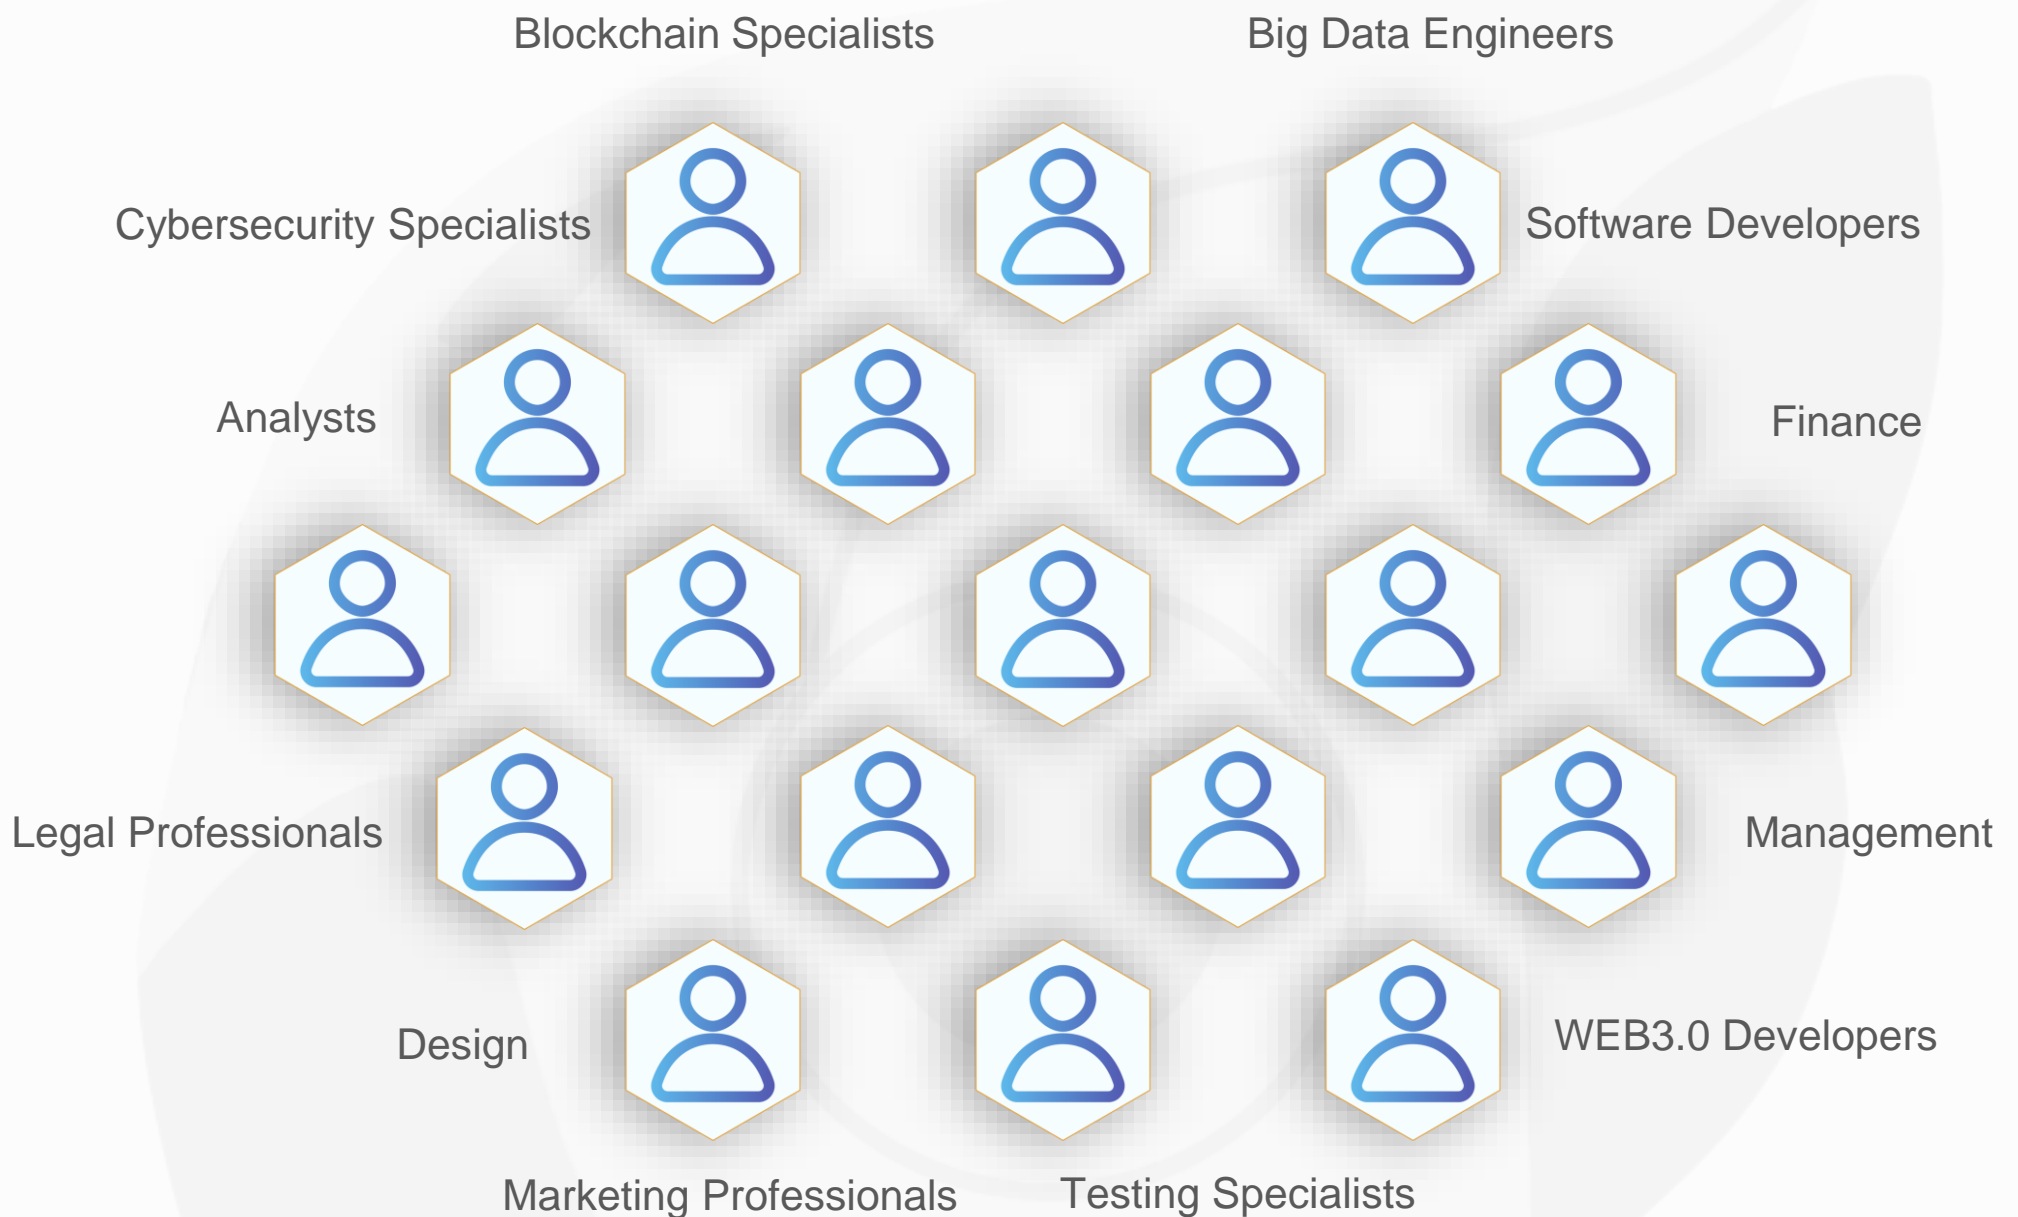 Blockchain Specialists
Big Data Engineers
Cybersecurity Specialists
Software Developers
Analysts
Finance
Legal Professionals
Management
Design
WEB3.0 Developers
Marketing Professionals
Testing Specialists